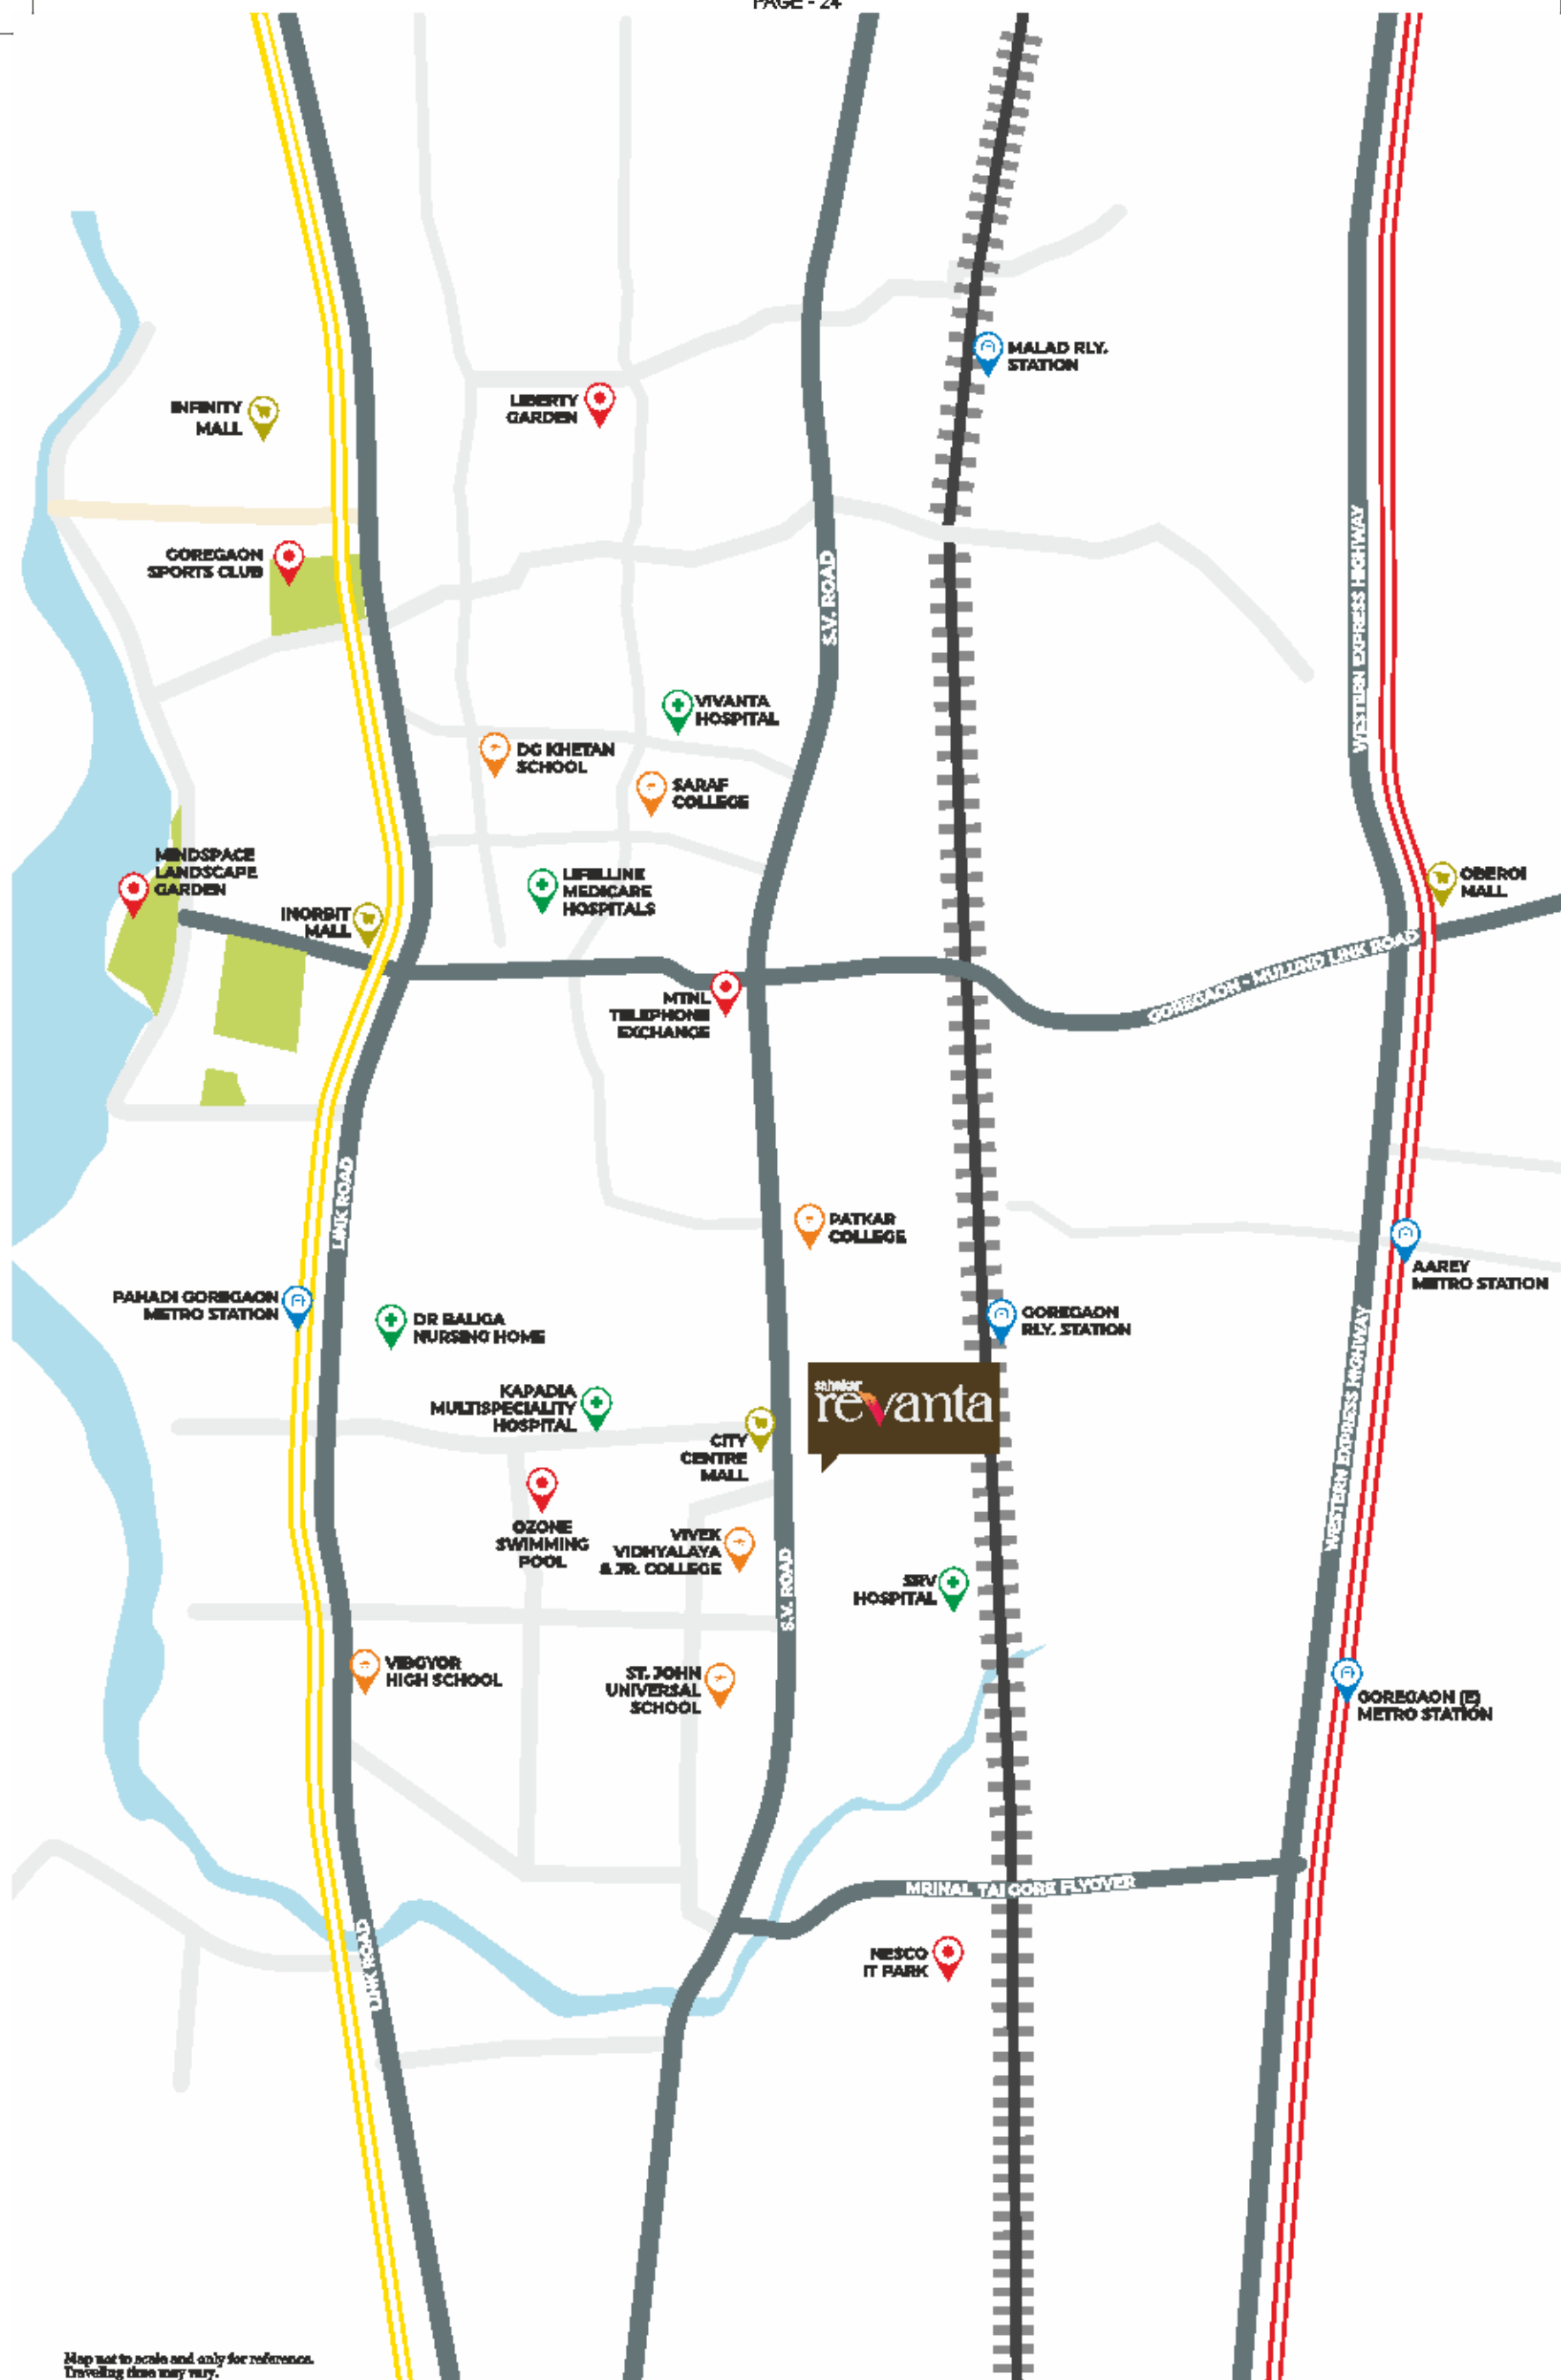 PAGE - 24
MALAD RLY.
STATION
INFINITY
MALL
LIBERTY
GARDEN
GOREGAON
SPORTS CLUB
S.V. ROAD
WESTERN EXPRESS HIGHWAY
VIVANTA
HOSPITAL
DG KHETAN
SCHOOL
SARAF
COLLEGE
MINDSPACE
LANDSCAPE
GARDEN
LIFELLINE
MEDICARE
HOSPITALS
OBEROI
MALL
INORBIT
MALL
GOREGAON - MULUND LINK ROAD
MTNL
TELEPHONE
EXCHANGE
LINK ROAD
PATKAR
COLLEGE
AAREY
METRO STATION
PAHADI GOREGAON
METRO STATION
DR BALIGA
NURSING HOME
GOREGAON
RLY. STATION
sahakar
revanta
KAPADIA
MULTISPECIALITY
HOSPITAL
CITY
CENTRE
MALL
WESTERN EXPRESS HIGHWAY
OZONE
SWIMMING
POOL
VIVEK
VIDHYALAYA
& JR. COLLEGE
S.V. ROAD
SRV
HOSPITAL
VIBGYOR
HIGH SCHOOL
ST. JOHN
UNIVERSAL
SCHOOL
GOREGAON (E)
METRO STATION
MRINAL TAI GORE FLYOVER
LINK ROAD
NESCO
IT PARK
Map not to scale and only for reference.
Travelling time may vary.